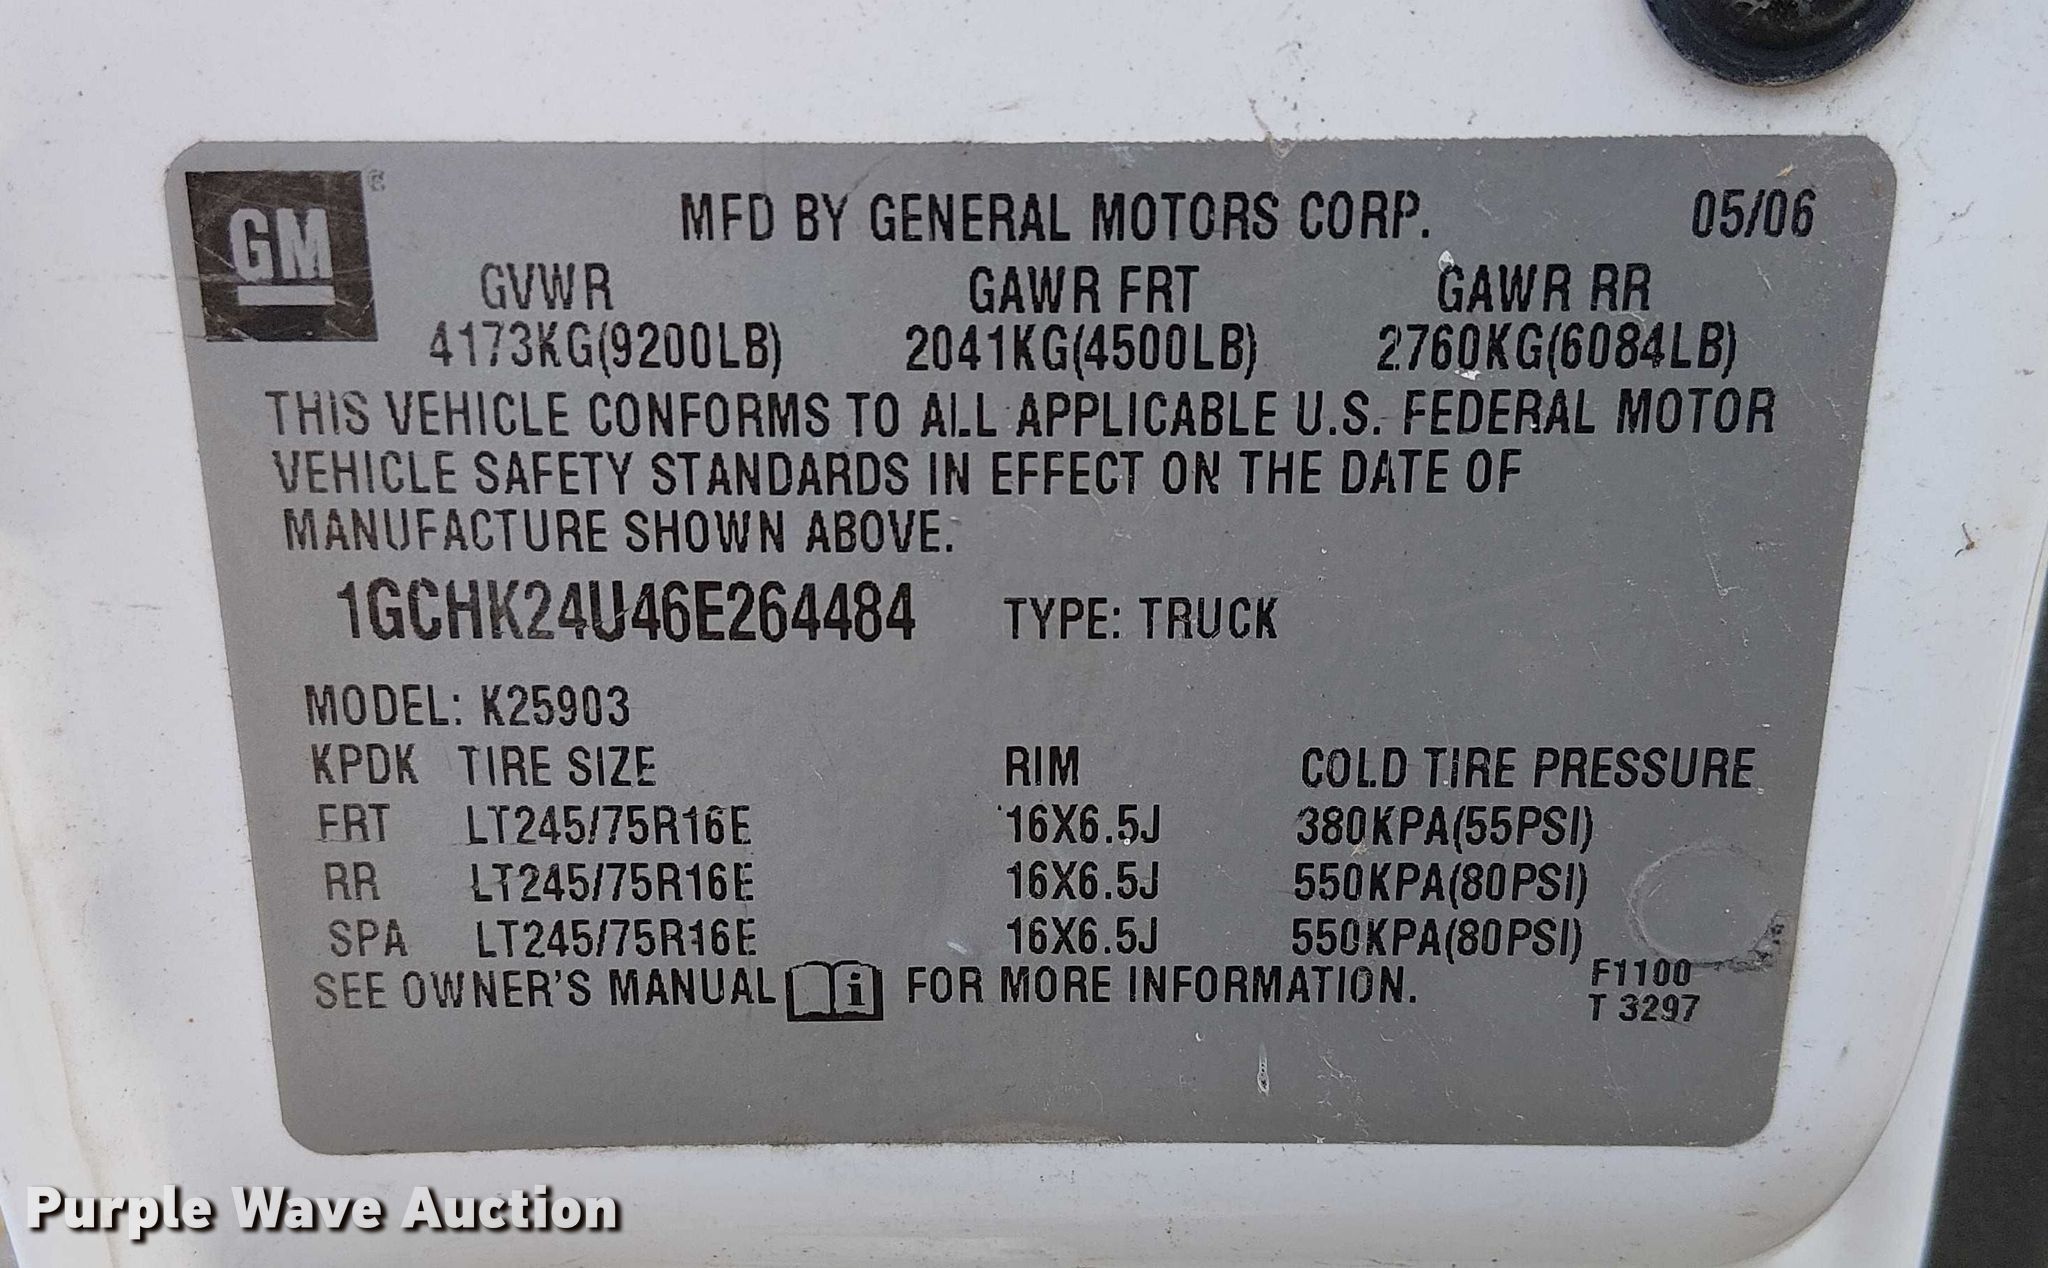 GM
MFD BY GENERAL MOTORS CORP. 05/06
GVWR GAWR FRT GAWR RR
4173KG(9200LB) 2041KG(4500LB) 2760KG(6084LB)
THIS VEHICLE CONFORMS TO ALL APPLICABLE U.S. FEDERAL MOTOR
VEHICLE SAFETY STANDARDS IN EFFECT ON THE DATE OF
MANUFACTURE SHOWN ABOVE.
1GCHK24U46E264484 TYPE: TRUCK
MODEL: K25903
KPDK TIRE SIZE RIM COLD TIRE PRESSURE
FRT LT245/75R16E 16X6.5J 380KPA(55PSI)
RR LT245/75R16E 16X6.5J 550KPA(80PSI)
SPA LT245/75R16E 16X6.5J 550KPA(80PSI)
SEE OWNER'S MANUAL i FOR MORE INFORMATION. F1100
T 3297
Purple Wave Auction